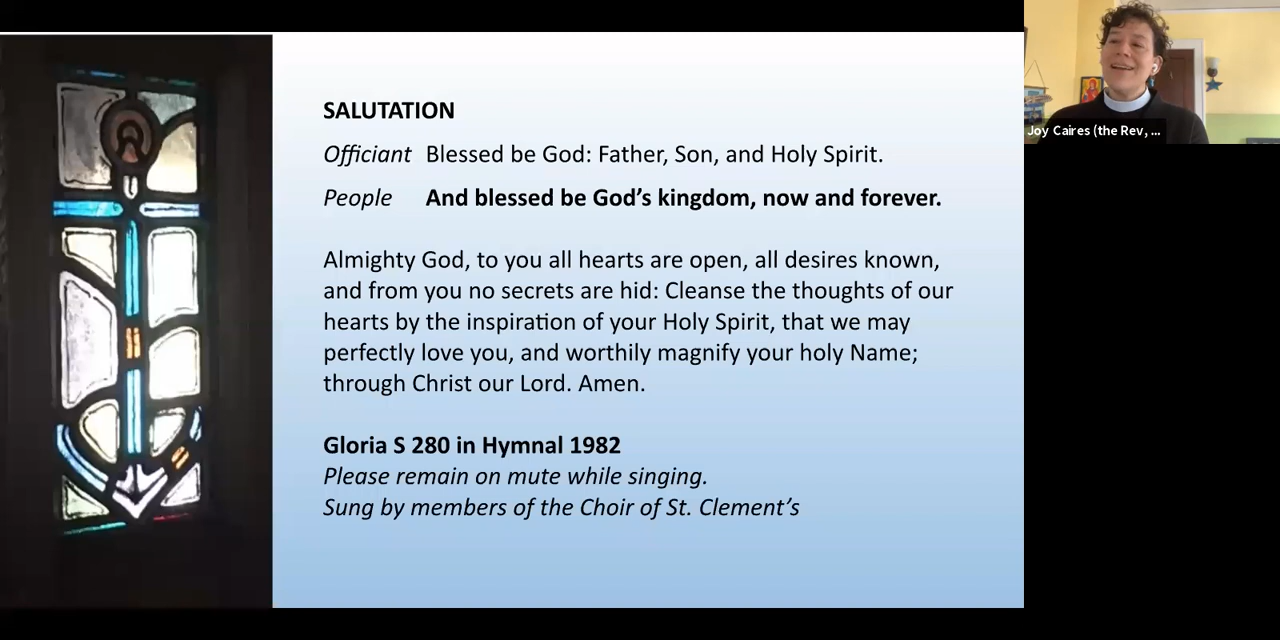 SALUTATION
Officiant Blessed be God: Father, Son, and Holy Spirit.
People And blessed be God’s kingdom, now and forever.
Almighty God, to you all hearts are open, all desires known,
and from you no secrets are hid: Cleanse the thoughts of our
hearts by the inspiration of your Holy Spirit, that we may
perfectly love you, and worthily magnify your holy Name;
through Christ our Lord. Amen.
Gloria S 280 in Hymnal 1982
Please remain on mute while singing.
Sung by members of the Choir of St. Clement’s
Joy Caires (the Rev, ...